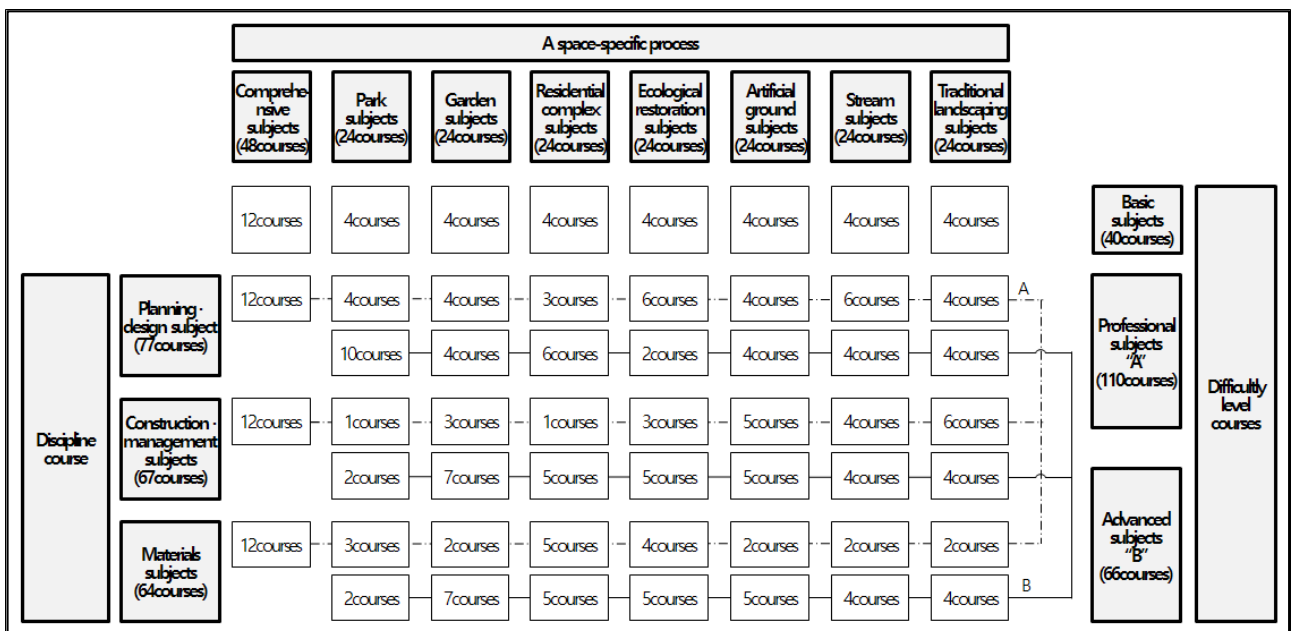 A space-specific process
Comprehe-
nsive
subjects
(48courses)
Park
subjects
(24courses)
Garden
subjects
(24courses)
Residential
complex
subjects
(24courses)
Ecological
restoration
subjects
(24courses)
Artificial
ground
subjects
(24courses)
Stream
subjects
(24courses)
Traditional
landscaping
subjects
(24courses)
12courses
4courses
4courses
4courses
4courses
4courses
4courses
4courses
Basic
subjects
(40courses)
Discipline
course
Planning ·
design subject
(77courses)
12courses
4courses
4courses
3courses
6courses
4courses
6courses
4courses
A
10courses
4courses
6courses
2courses
4courses
4courses
4courses
Professional
subjects
“A”
(110courses)
Difficultly
level
courses
Construction ·
management
subjects
(67courses)
12courses
1courses
3courses
1courses
3courses
5courses
4courses
6courses
2courses
7courses
5courses
5courses
5courses
4courses
4courses
Materials
subjects
(64courses)
12courses
3courses
2courses
5courses
4courses
2courses
2courses
2courses
2courses
7courses
5courses
5courses
5courses
4courses
4courses
B
Advanced
subjects
“B”
(66courses)